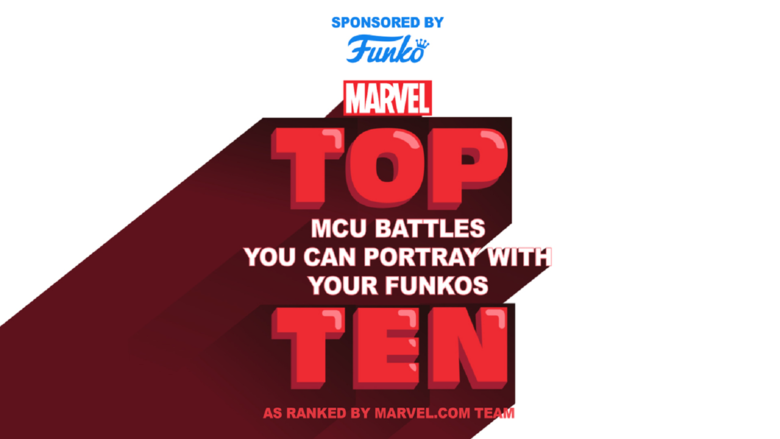 SPONSORED BY
Funko
MARVEL
TOP
MCU BATTLES
YOU CAN PORTRAY WITH
YOUR FUNKOS
TEN
AS RANKED BY MARVEL.COM TEAM